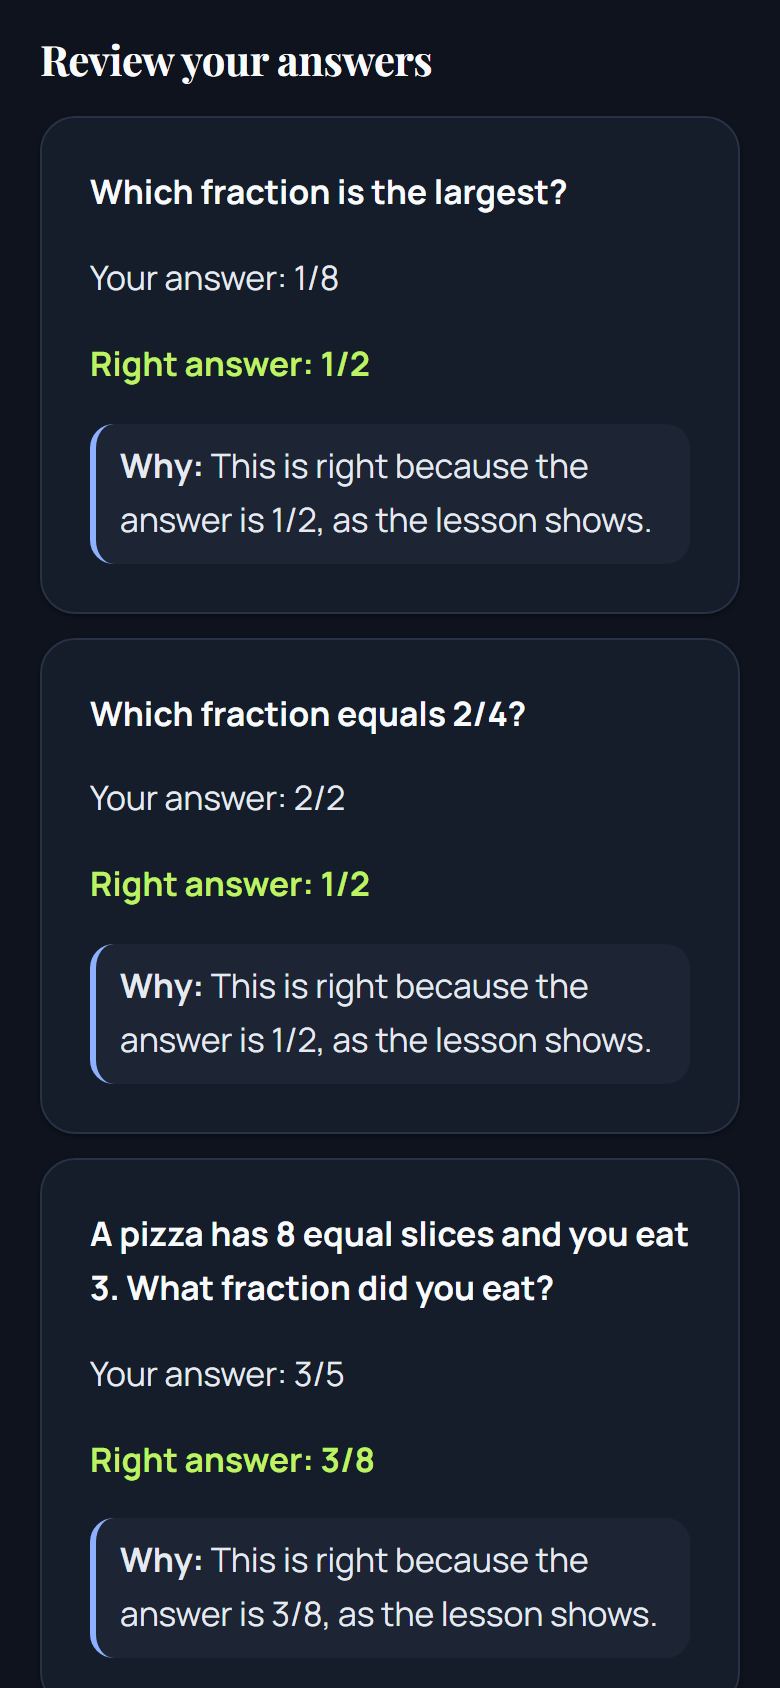 Review your answers
Which fraction is the largest?
Your answer: 1/8
Right answer: 1/2
Why: This is right because the
answer is 1/2, as the lesson shows.
Which fraction equals 2/4?
Your answer: 2/2
Right answer: 1/2
Why: This is right because the
answer is 1/2, as the lesson shows.
A pizza has 8 equal slices and you eat
3. What fraction did you eat?
Your answer: 3/5
Right answer: 3/8
Why: This is right because the
answer is 3/8, as the lesson shows.